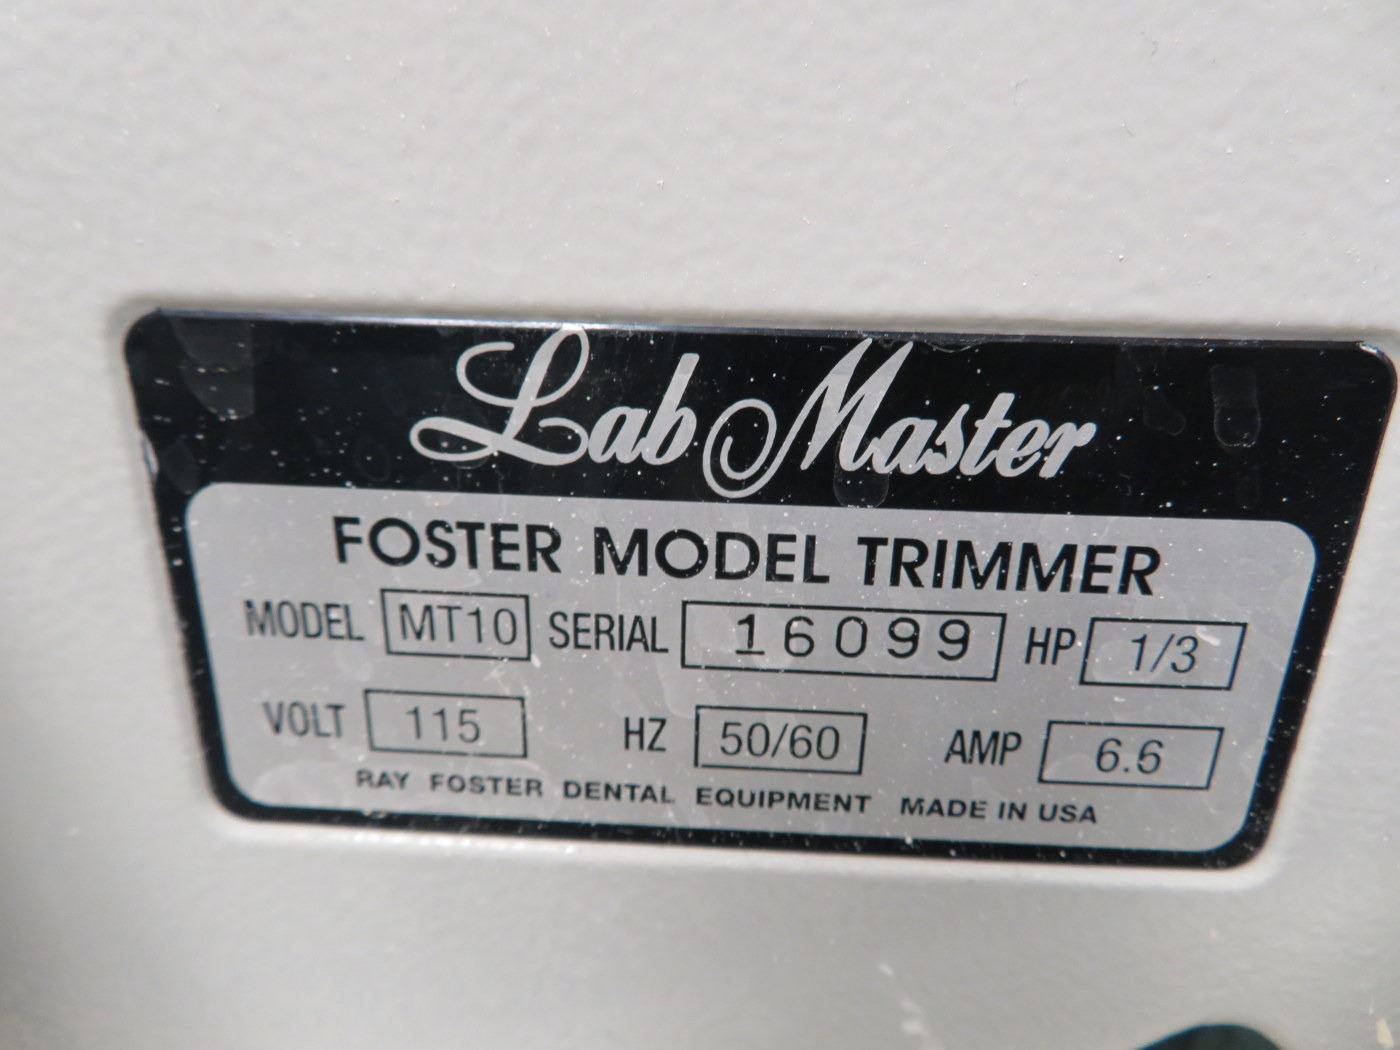 Lab Master
FOSTER MODEL TRIMMER
MODEL MT10 SERIAL 16099 HP 1/3
VOLT 115 HZ 50/60 AMP 6.6
RAY FOSTER DENTAL EQUIPMENT MADE IN USA